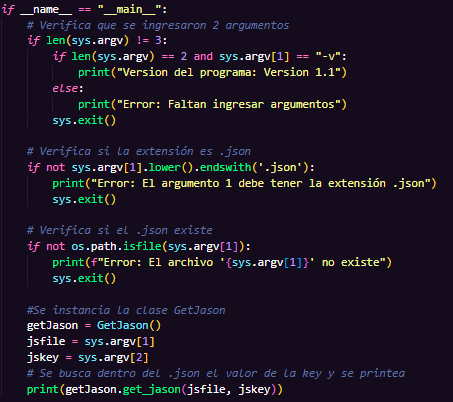 if __name__ == "__main__":
    # Verifica que se ingresaron 2 argumentos
    if len(sys.argv) != 3:
        if len(sys.argv) == 2 and sys.argv[1] == "-v":
            print("Version del programa: Version 1.1")
        else:
            print("Error: Faltan ingresar argumentos")
        sys.exit()

    # Verifica si la extensión es .json
    if not sys.argv[1].lower().endswith('.json'):
        print("Error: El argumento 1 debe tener la extensión .json")
        sys.exit()

    # Verifica si el .json existe
    if not os.path.isfile(sys.argv[1]):
        print(f"Error: El archivo '{sys.argv[1]}' no existe")
        sys.exit()

    #Se instancia la clase GetJason
    getJason = GetJason()
    jsfile = sys.argv[1]
    jskey = sys.argv[2]
    # Se busca dentro del .json el valor de la key y se printea
    print(getJason.get_jason(jsfile, jskey))